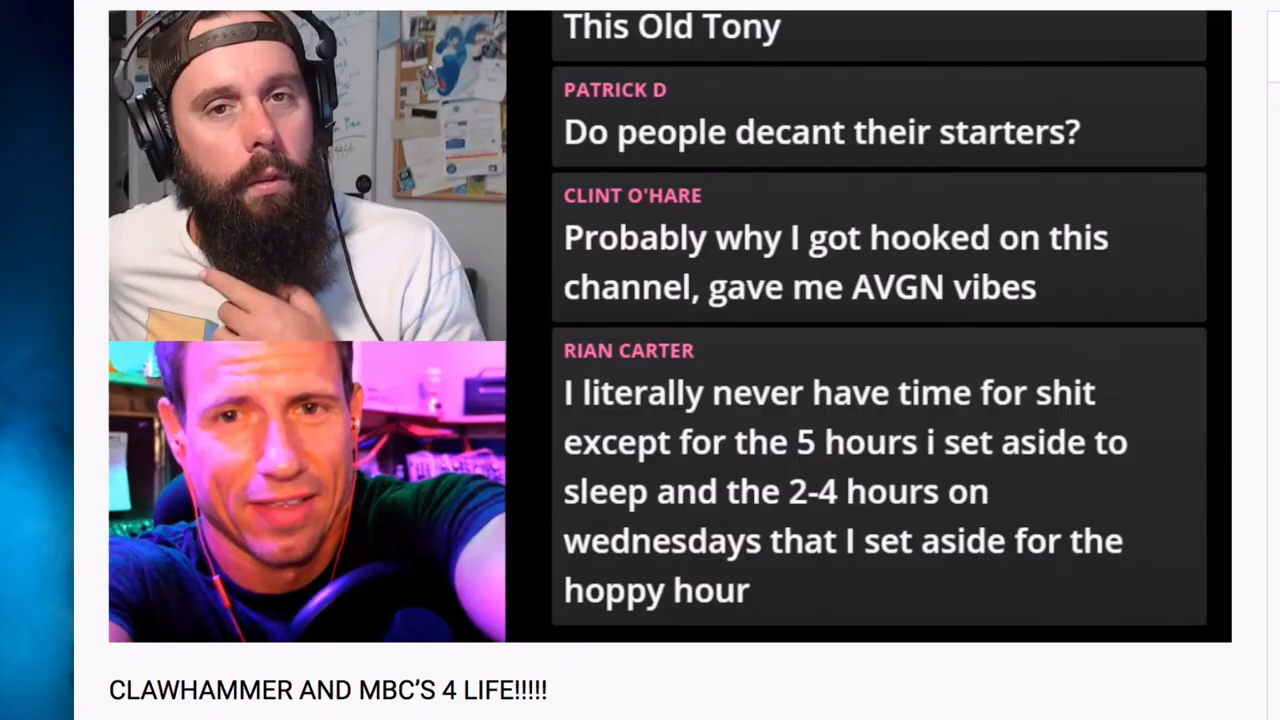 This Old Tony
PATRICK D
Do people decant their starters?
CLINT O'HARE
Probably why I got hooked on this
channel, gave me AVGN vibes
RIAN CARTER
I literally never have time for shit
except for the 5 hours i set aside to
sleep and the 2-4 hours on
wednesdays that I set aside for the
hoppy hour
CLAWHAMMER AND MBC’S 4 LIFE!!!!!